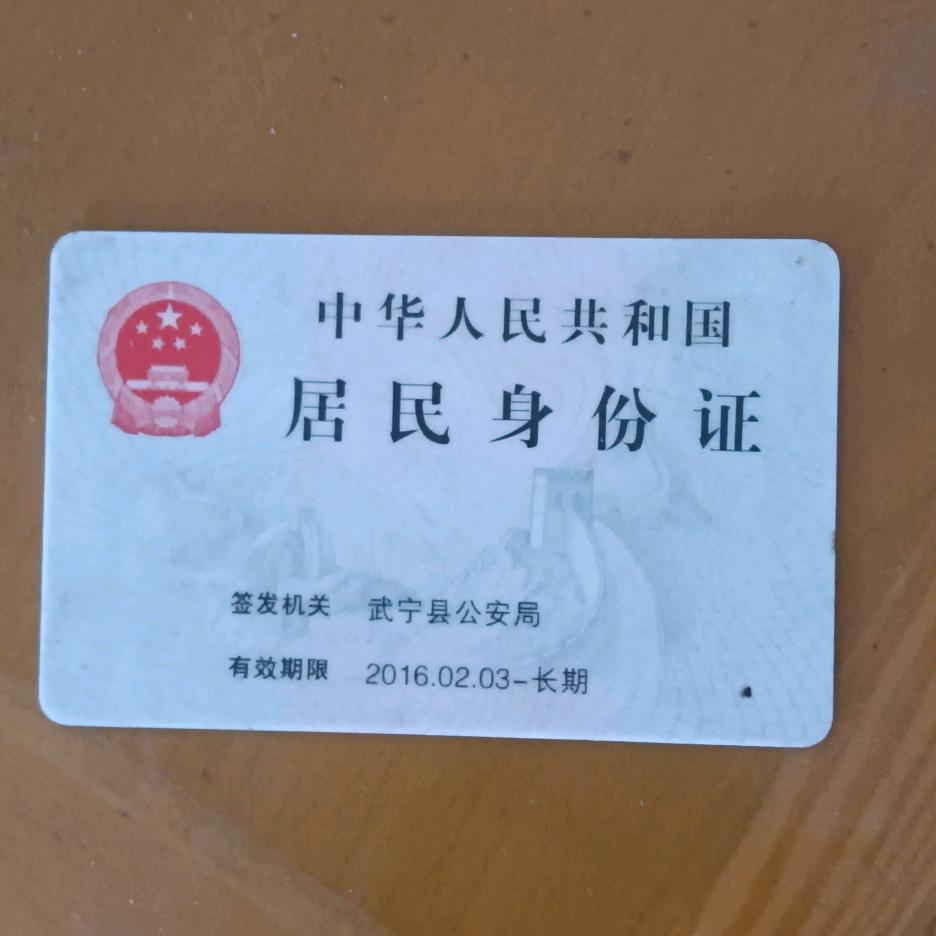 中华人民共和国
居民身份证
签发机关 武宁县公安局
有效期限 2016.02.03-长期